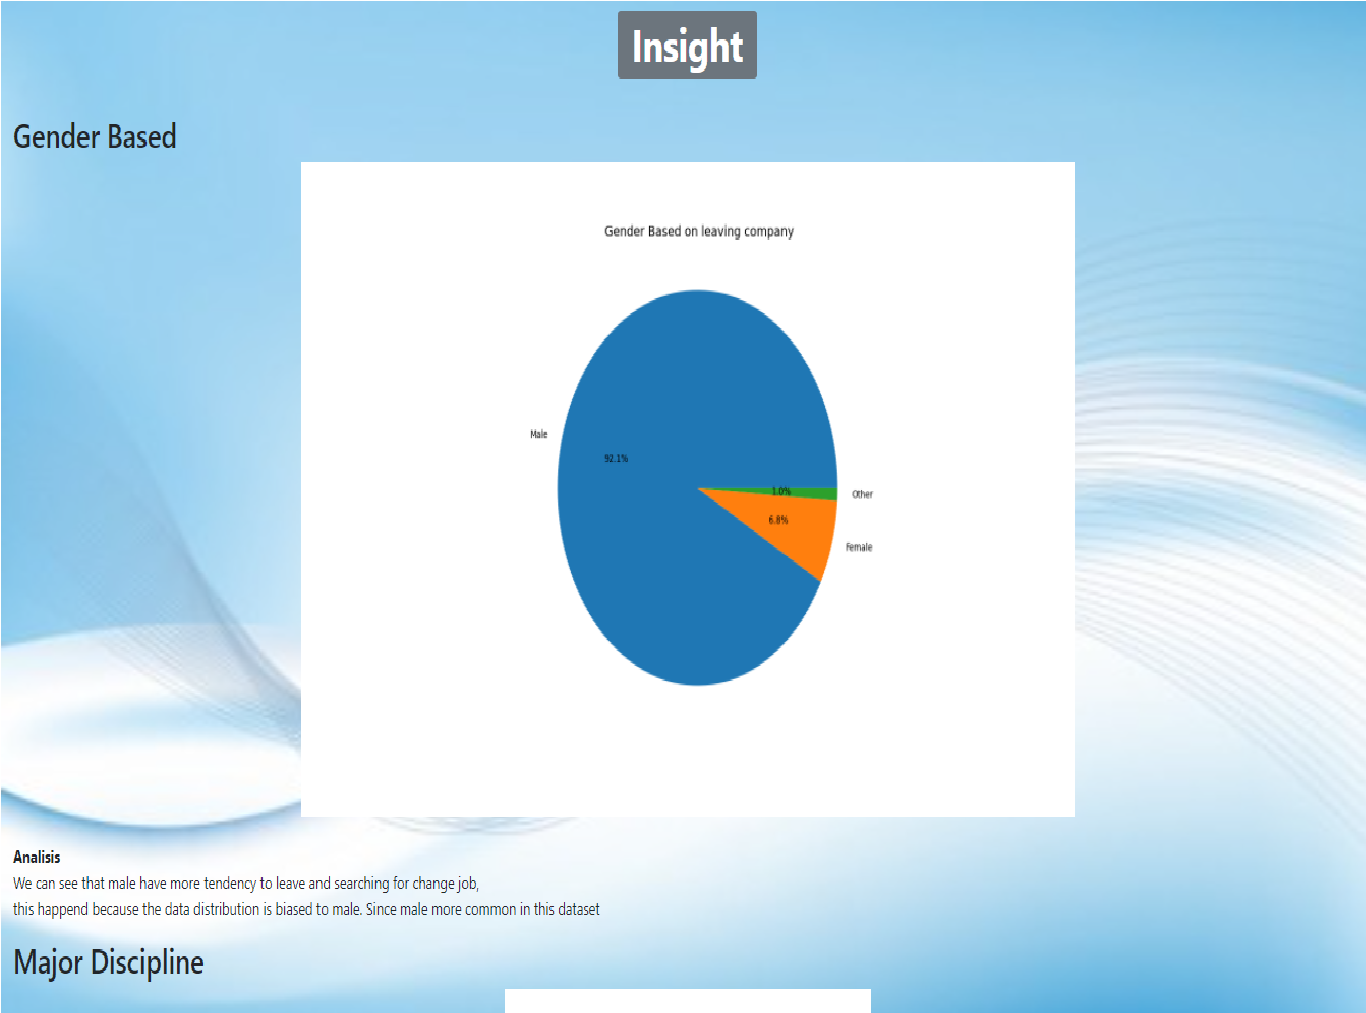 Insight
Gender Based
Gender Based on leaving company
Male
92.1%
1.0%
Other
6.8%
Female
Analisis
We can see that male have more tendency to leave and searching for change job,
this happend because the data distribution is biased to male. Since male more common in this dataset
Major Discipline